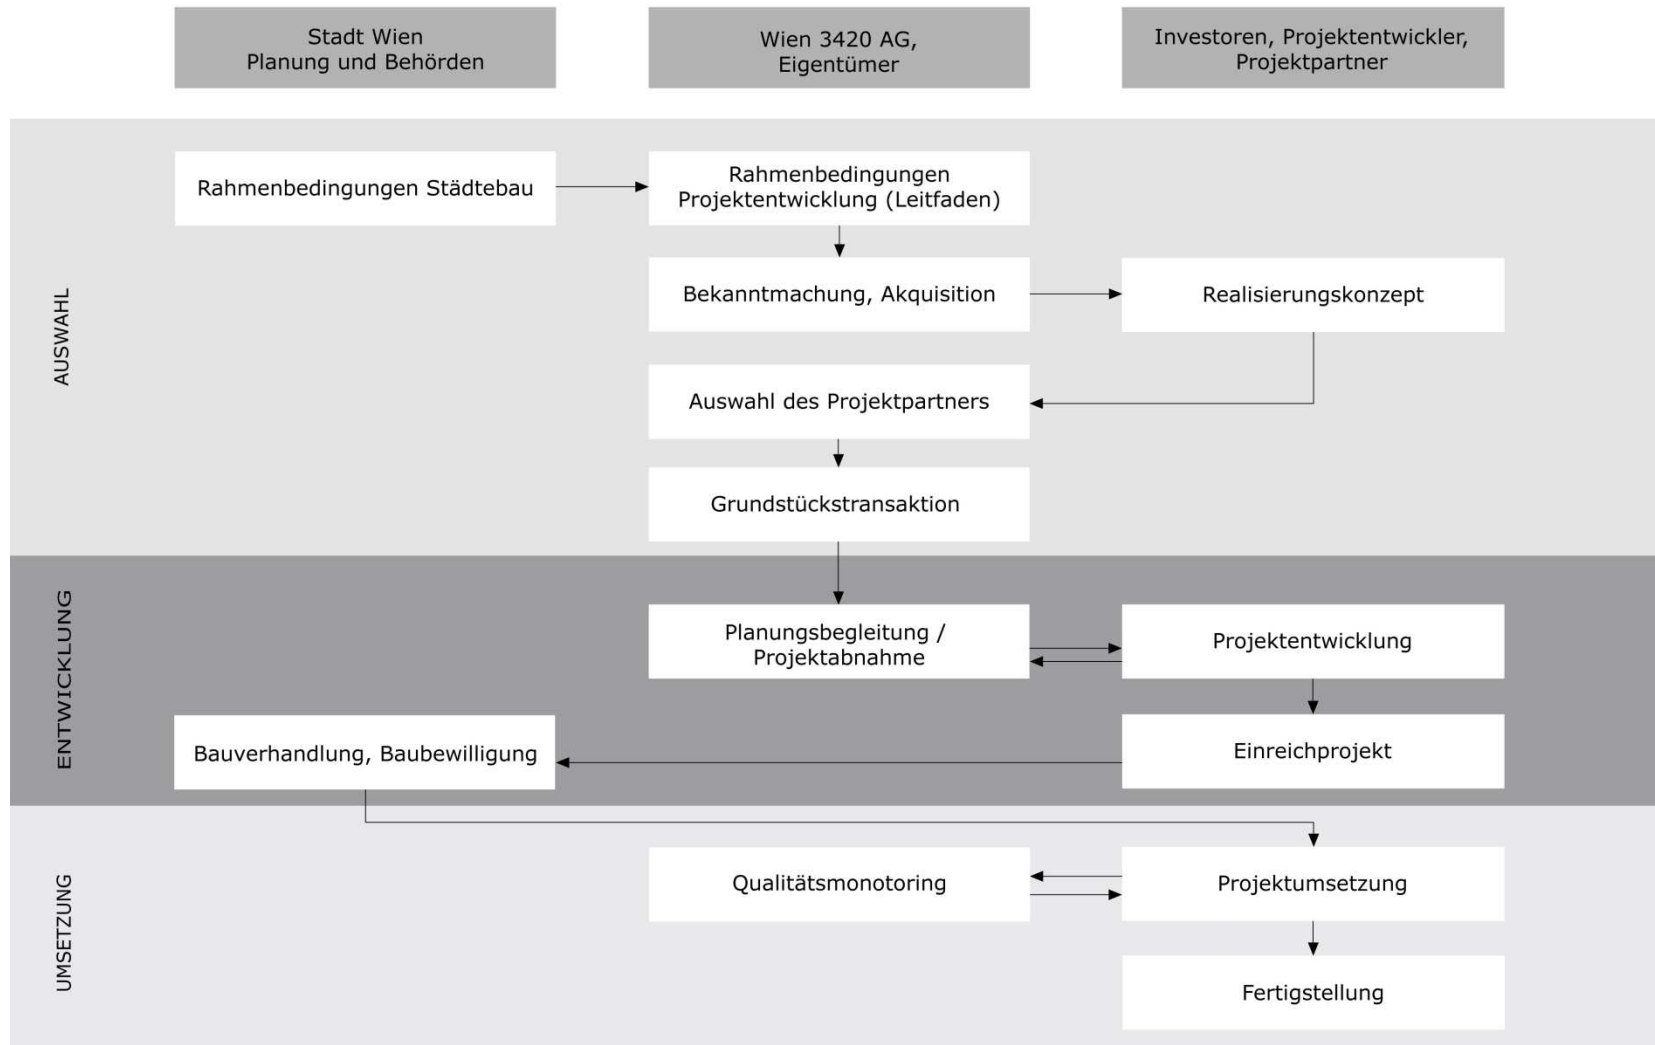 Stadt Wien
Planung und Behörden
Wien 3420 AG,
Eigentümer
Investoren, Projektentwickler,
Projektpartner
AUSWAHL
Rahmenbedingungen Städtebau
Rahmenbedingungen
Projektentwicklung (Leitfaden)
Bekanntmachung, Akquisition
Realisierungskonzept
Auswahl des Projektpartners
Grundstückstransaktion
ENTWICKLUNG
Planungsbegleitung /
Projektabnahme
Projektentwicklung
Bauverhandlung, Baubewilligung
Einreichprojekt
UMSETZUNG
Qualitätsmonotoring
Projektumsetzung
Fertigstellung